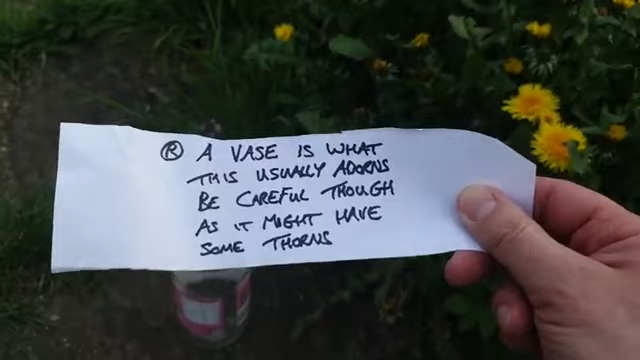 Ⓡ A VASE IS WHAT
THIS USUALLY ADORNS
BE CAREFUL THOUGH
AS IT MIGHT HAVE
SOME THORNS